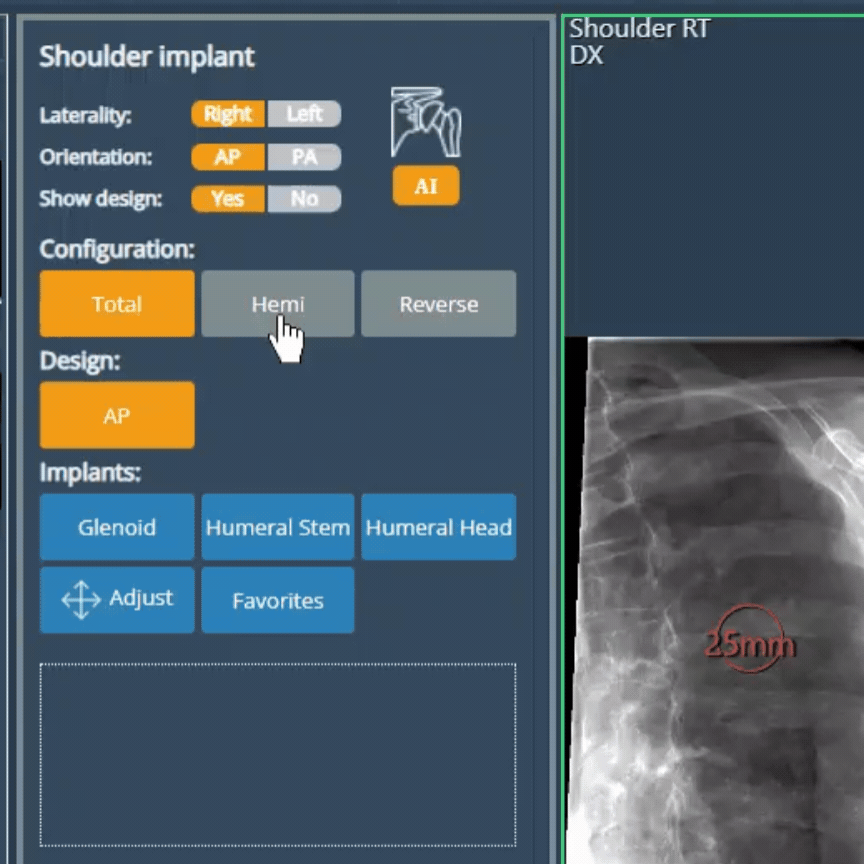 Shoulder implant
Laterality: Right Left
Orientation: AP PA
Show design: Yes No
AI
Configuration:
Total Hemi Reverse
Design:
AP
Implants:
Glenoid Humeral Stem Humeral Head
Adjust Favorites
Shoulder RT
DX
25mm